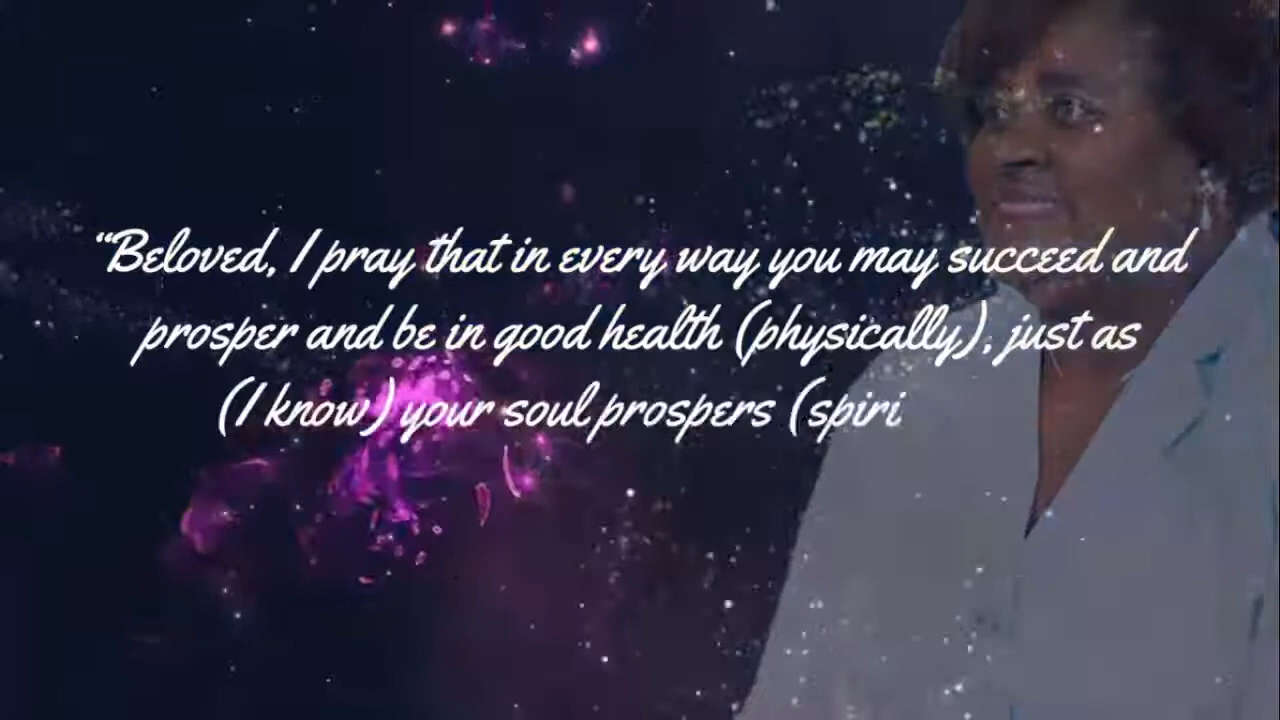 “Beloved, I pray that in every way you may succeed and
prosper and be in good health (physically), just as
(I know) your soul prospers (spiri